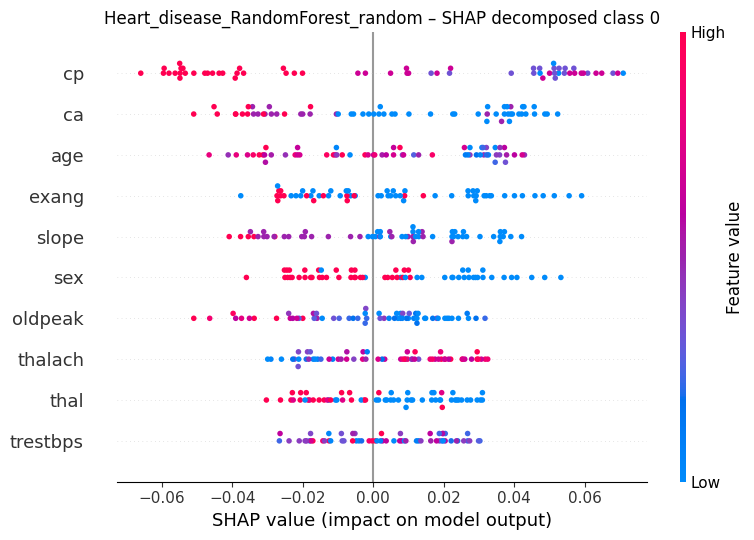 Heart_disease_RandomForest_random – SHAP decomposed class 0
High
cp
ca
age
exang
slope
sex
oldpeak
thalach
thal
trestbps
Feature value
Low
−0.06 −0.04 −0.02 0.00 0.02 0.04 0.06
SHAP value (impact on model output)